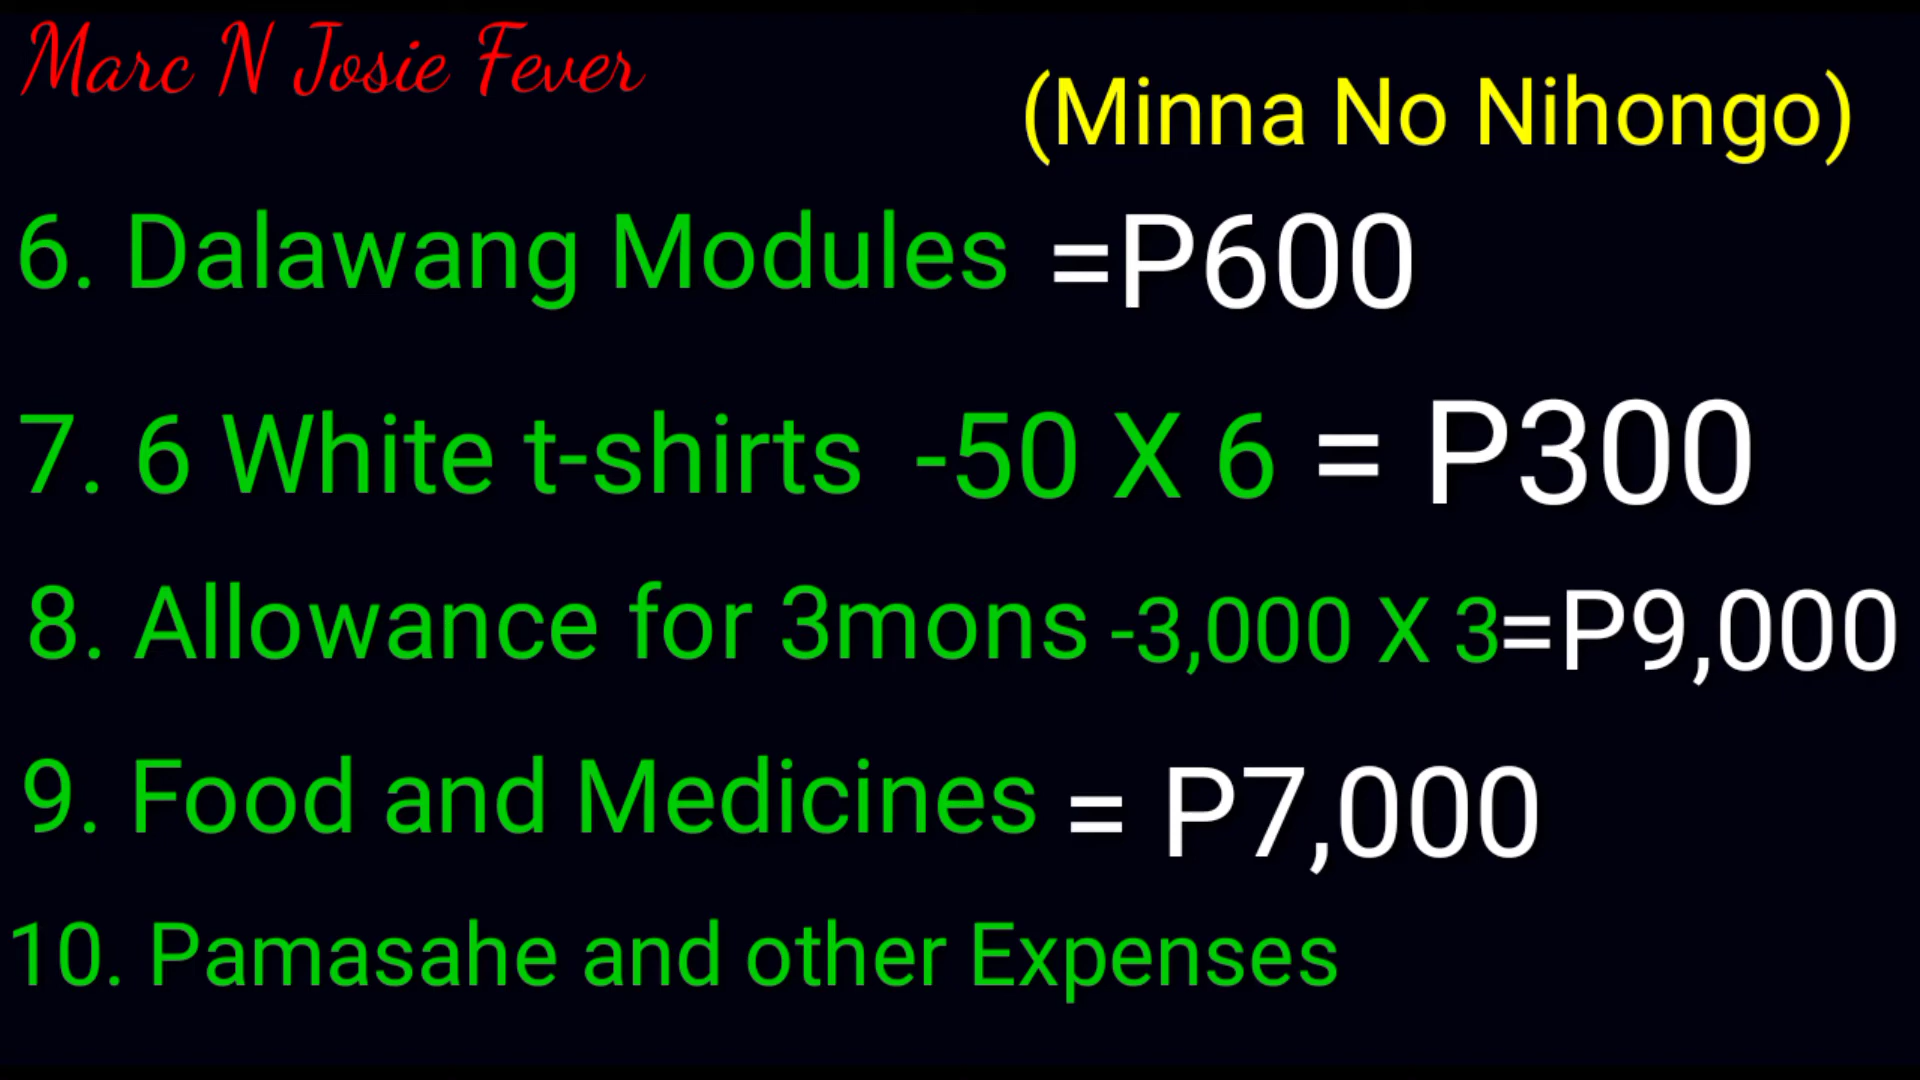 Marc N Josie Fever
(Minna No Nihongo)
6. Dalawang Modules =P600
7. 6 White t-shirts -50 X 6 = P300
8. Allowance for 3mons -3,000 X 3=P9,000
9. Food and Medicines = P7,000
10. Pamasahe and other Expenses